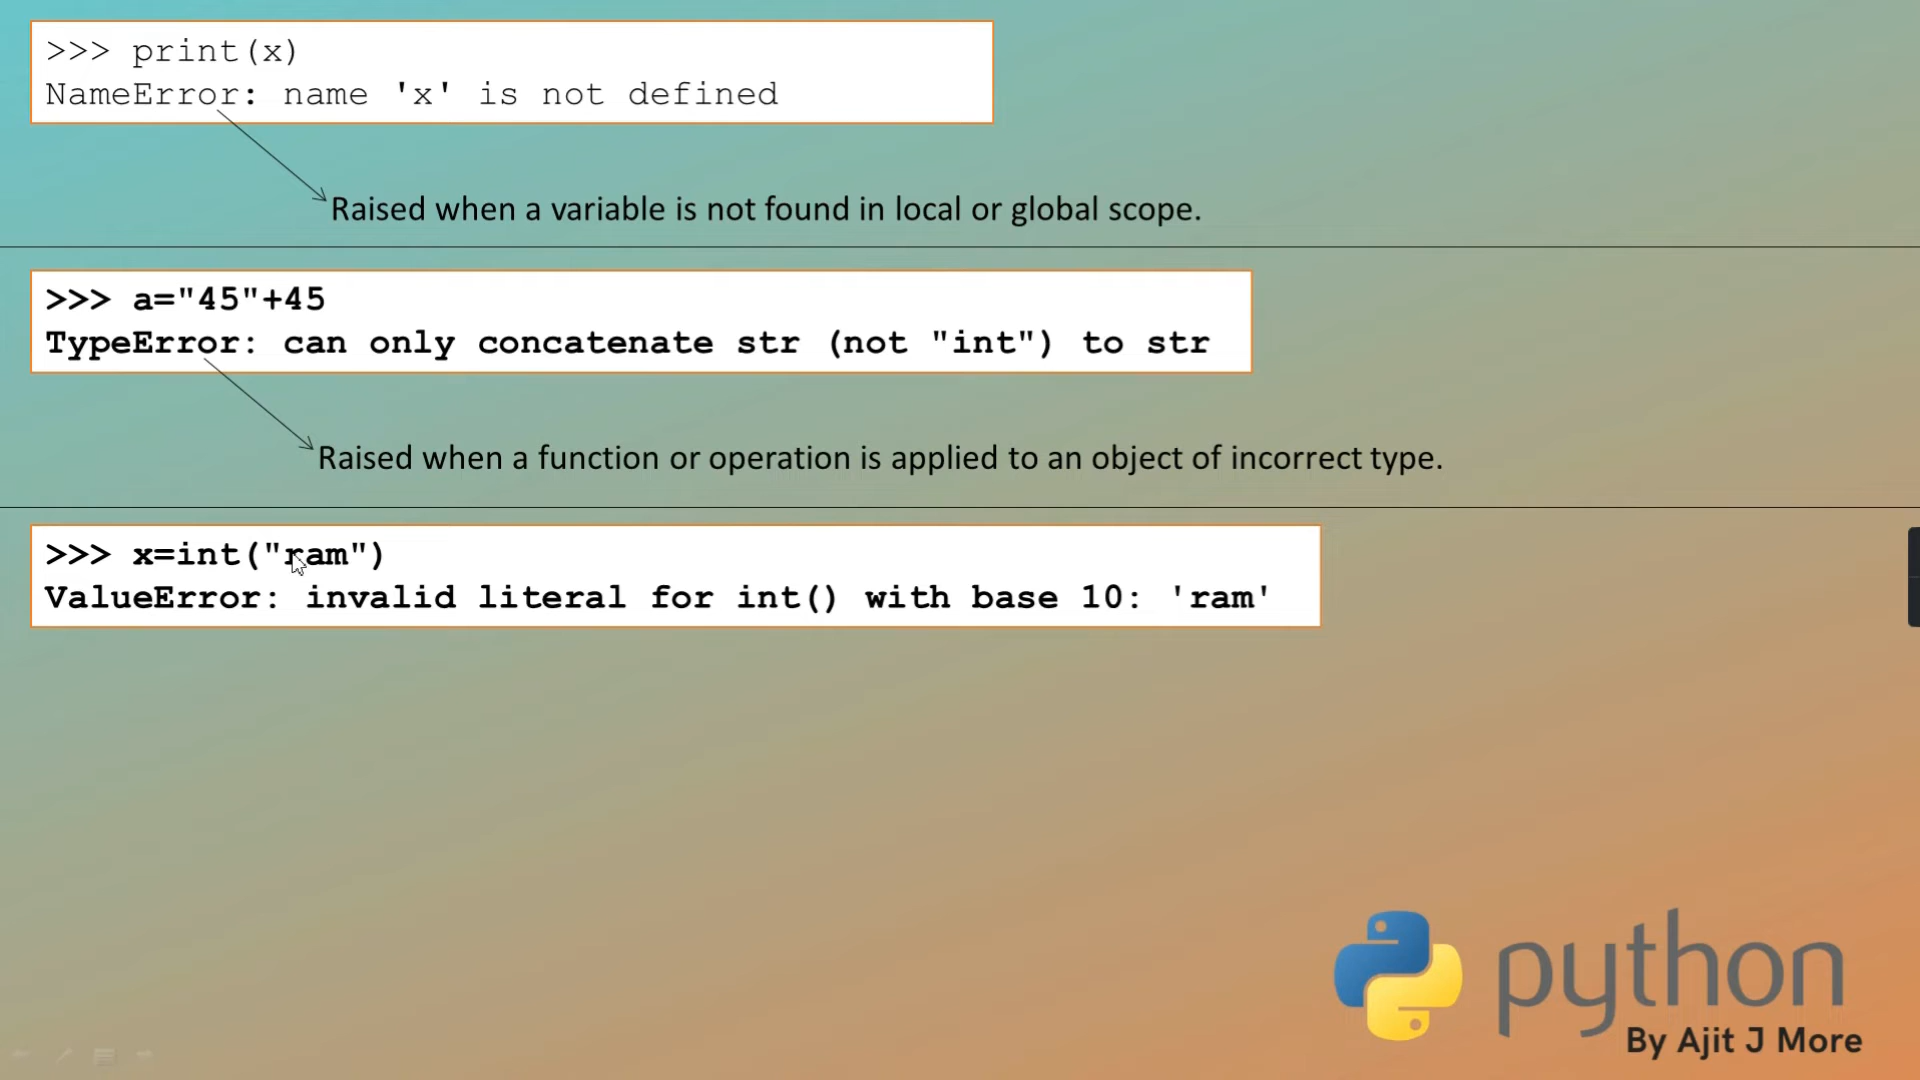 >>> print(x)
NameError: name 'x' is not defined
Raised when a variable is not found in local or global scope.
>>> a="45"+45
TypeError: can only concatenate str (not "int") to str
Raised when a function or operation is applied to an object of incorrect type.
>>> x=int("ram")
ValueError: invalid literal for int() with base 10: 'ram'
python
By Ajit J More